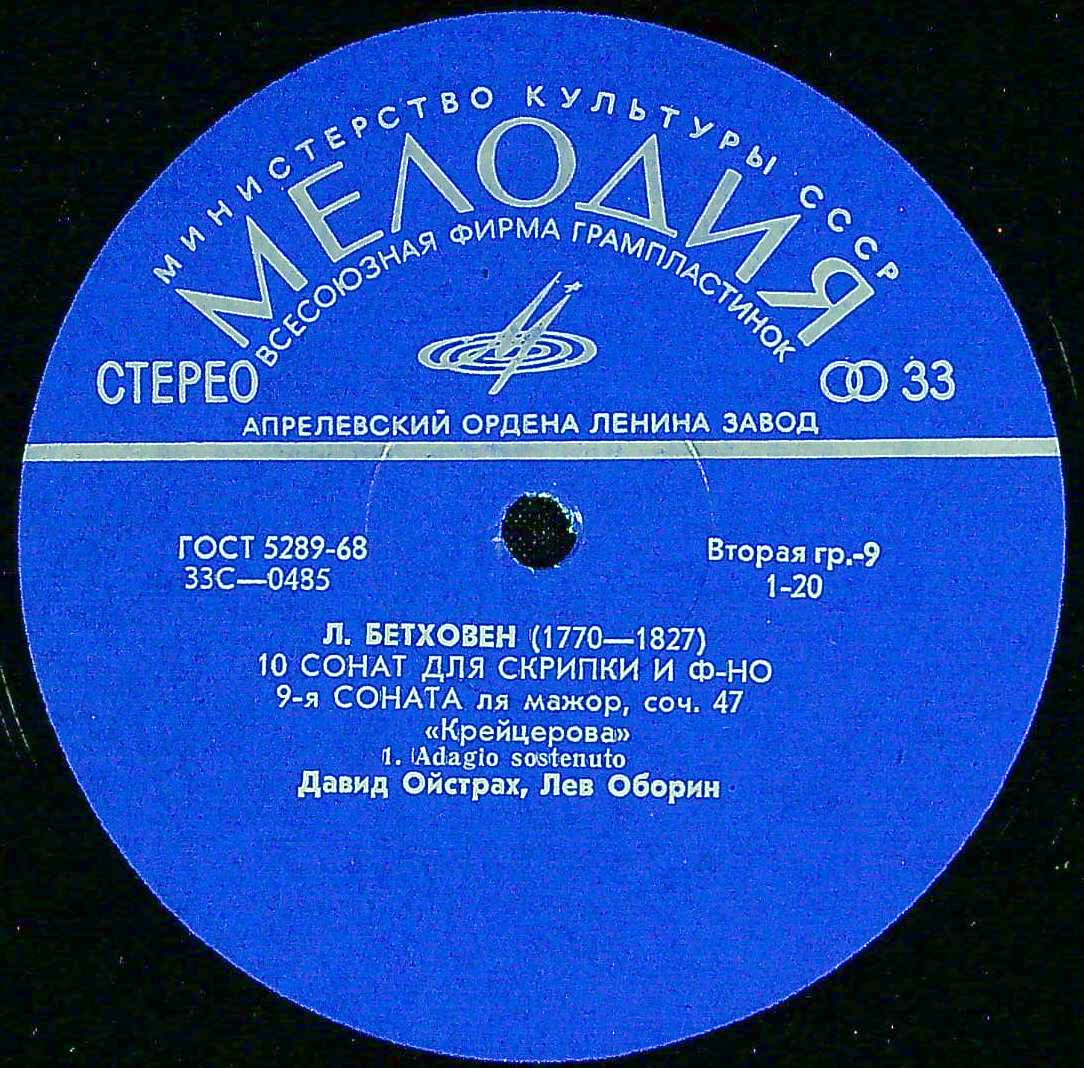 МИНИСТЕРСТВО КУЛЬТУРЫ СССР
МЕЛОДИЯ
ВСЕСОЮЗНАЯ ФИРМА ГРАМПЛАСТИНОК
СТЕРЕО
33
АПРЕЛЕВСКИЙ ОРДЕНА ЛЕНИНА ЗАВОД
ГОСТ 5289-68
33С—0485
Вторая гр.-9
1-20
Л. БЕТХОВЕН (1770—1827)
10 СОНАТ ДЛЯ СКРИПКИ И Ф-НО
9-я СОНАТА ля мажор, соч. 47
«Крейцерова»
1. Adagio sostenuto
Давид Ойстрах, Лев Оборин